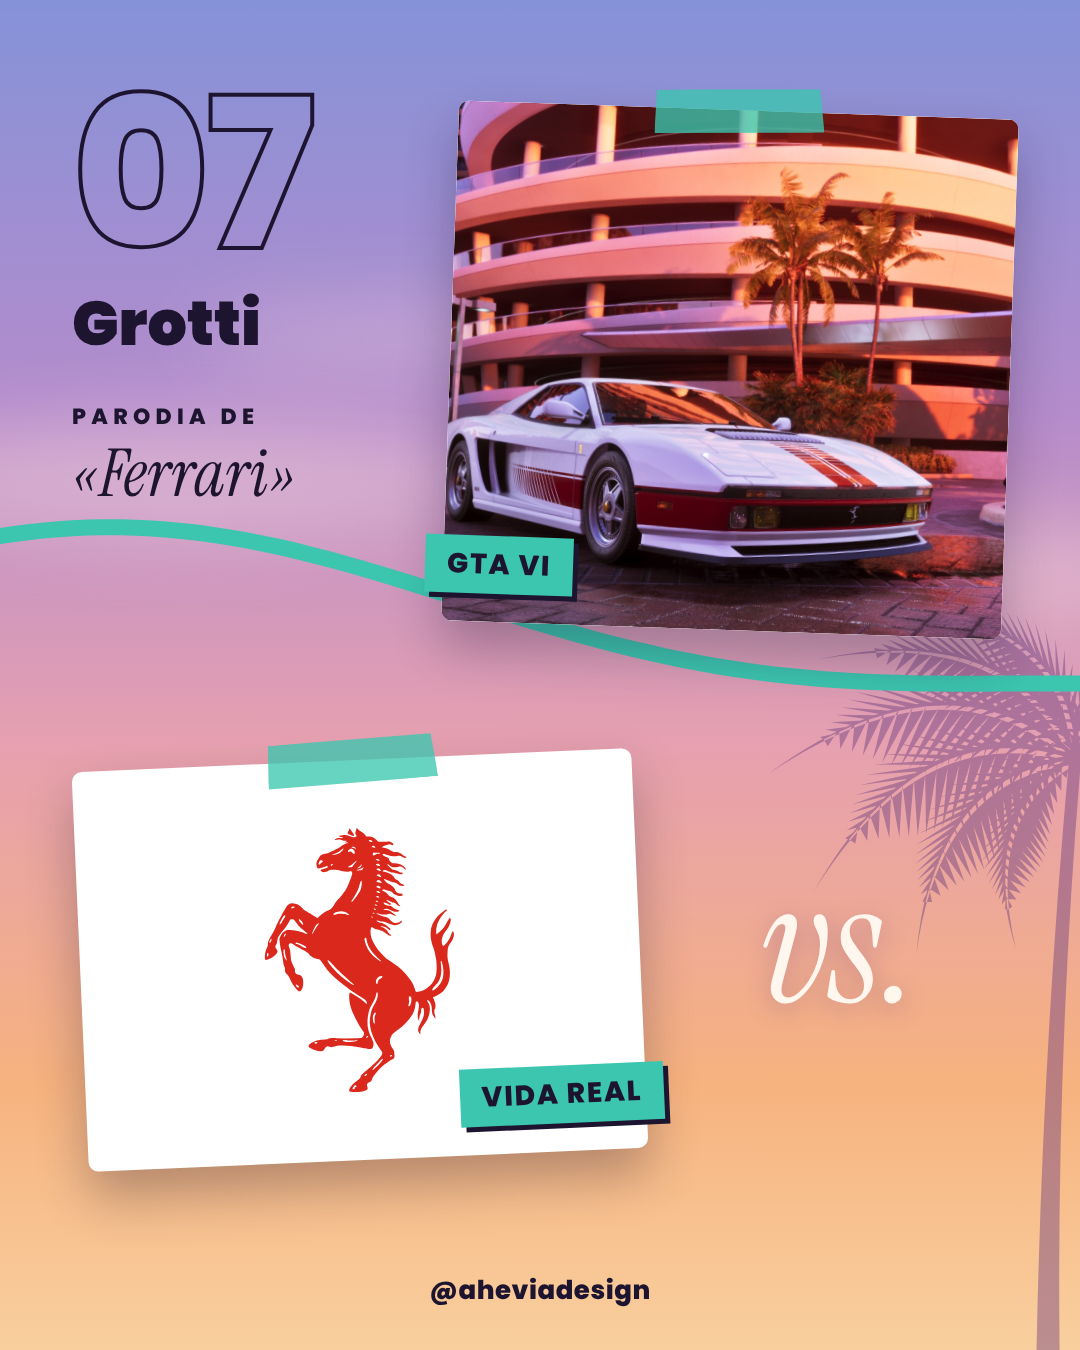 07
Grotti
PARODIA DE
«Ferrari»
GTA VI
vs.
VIDA REAL
@aheviadesign